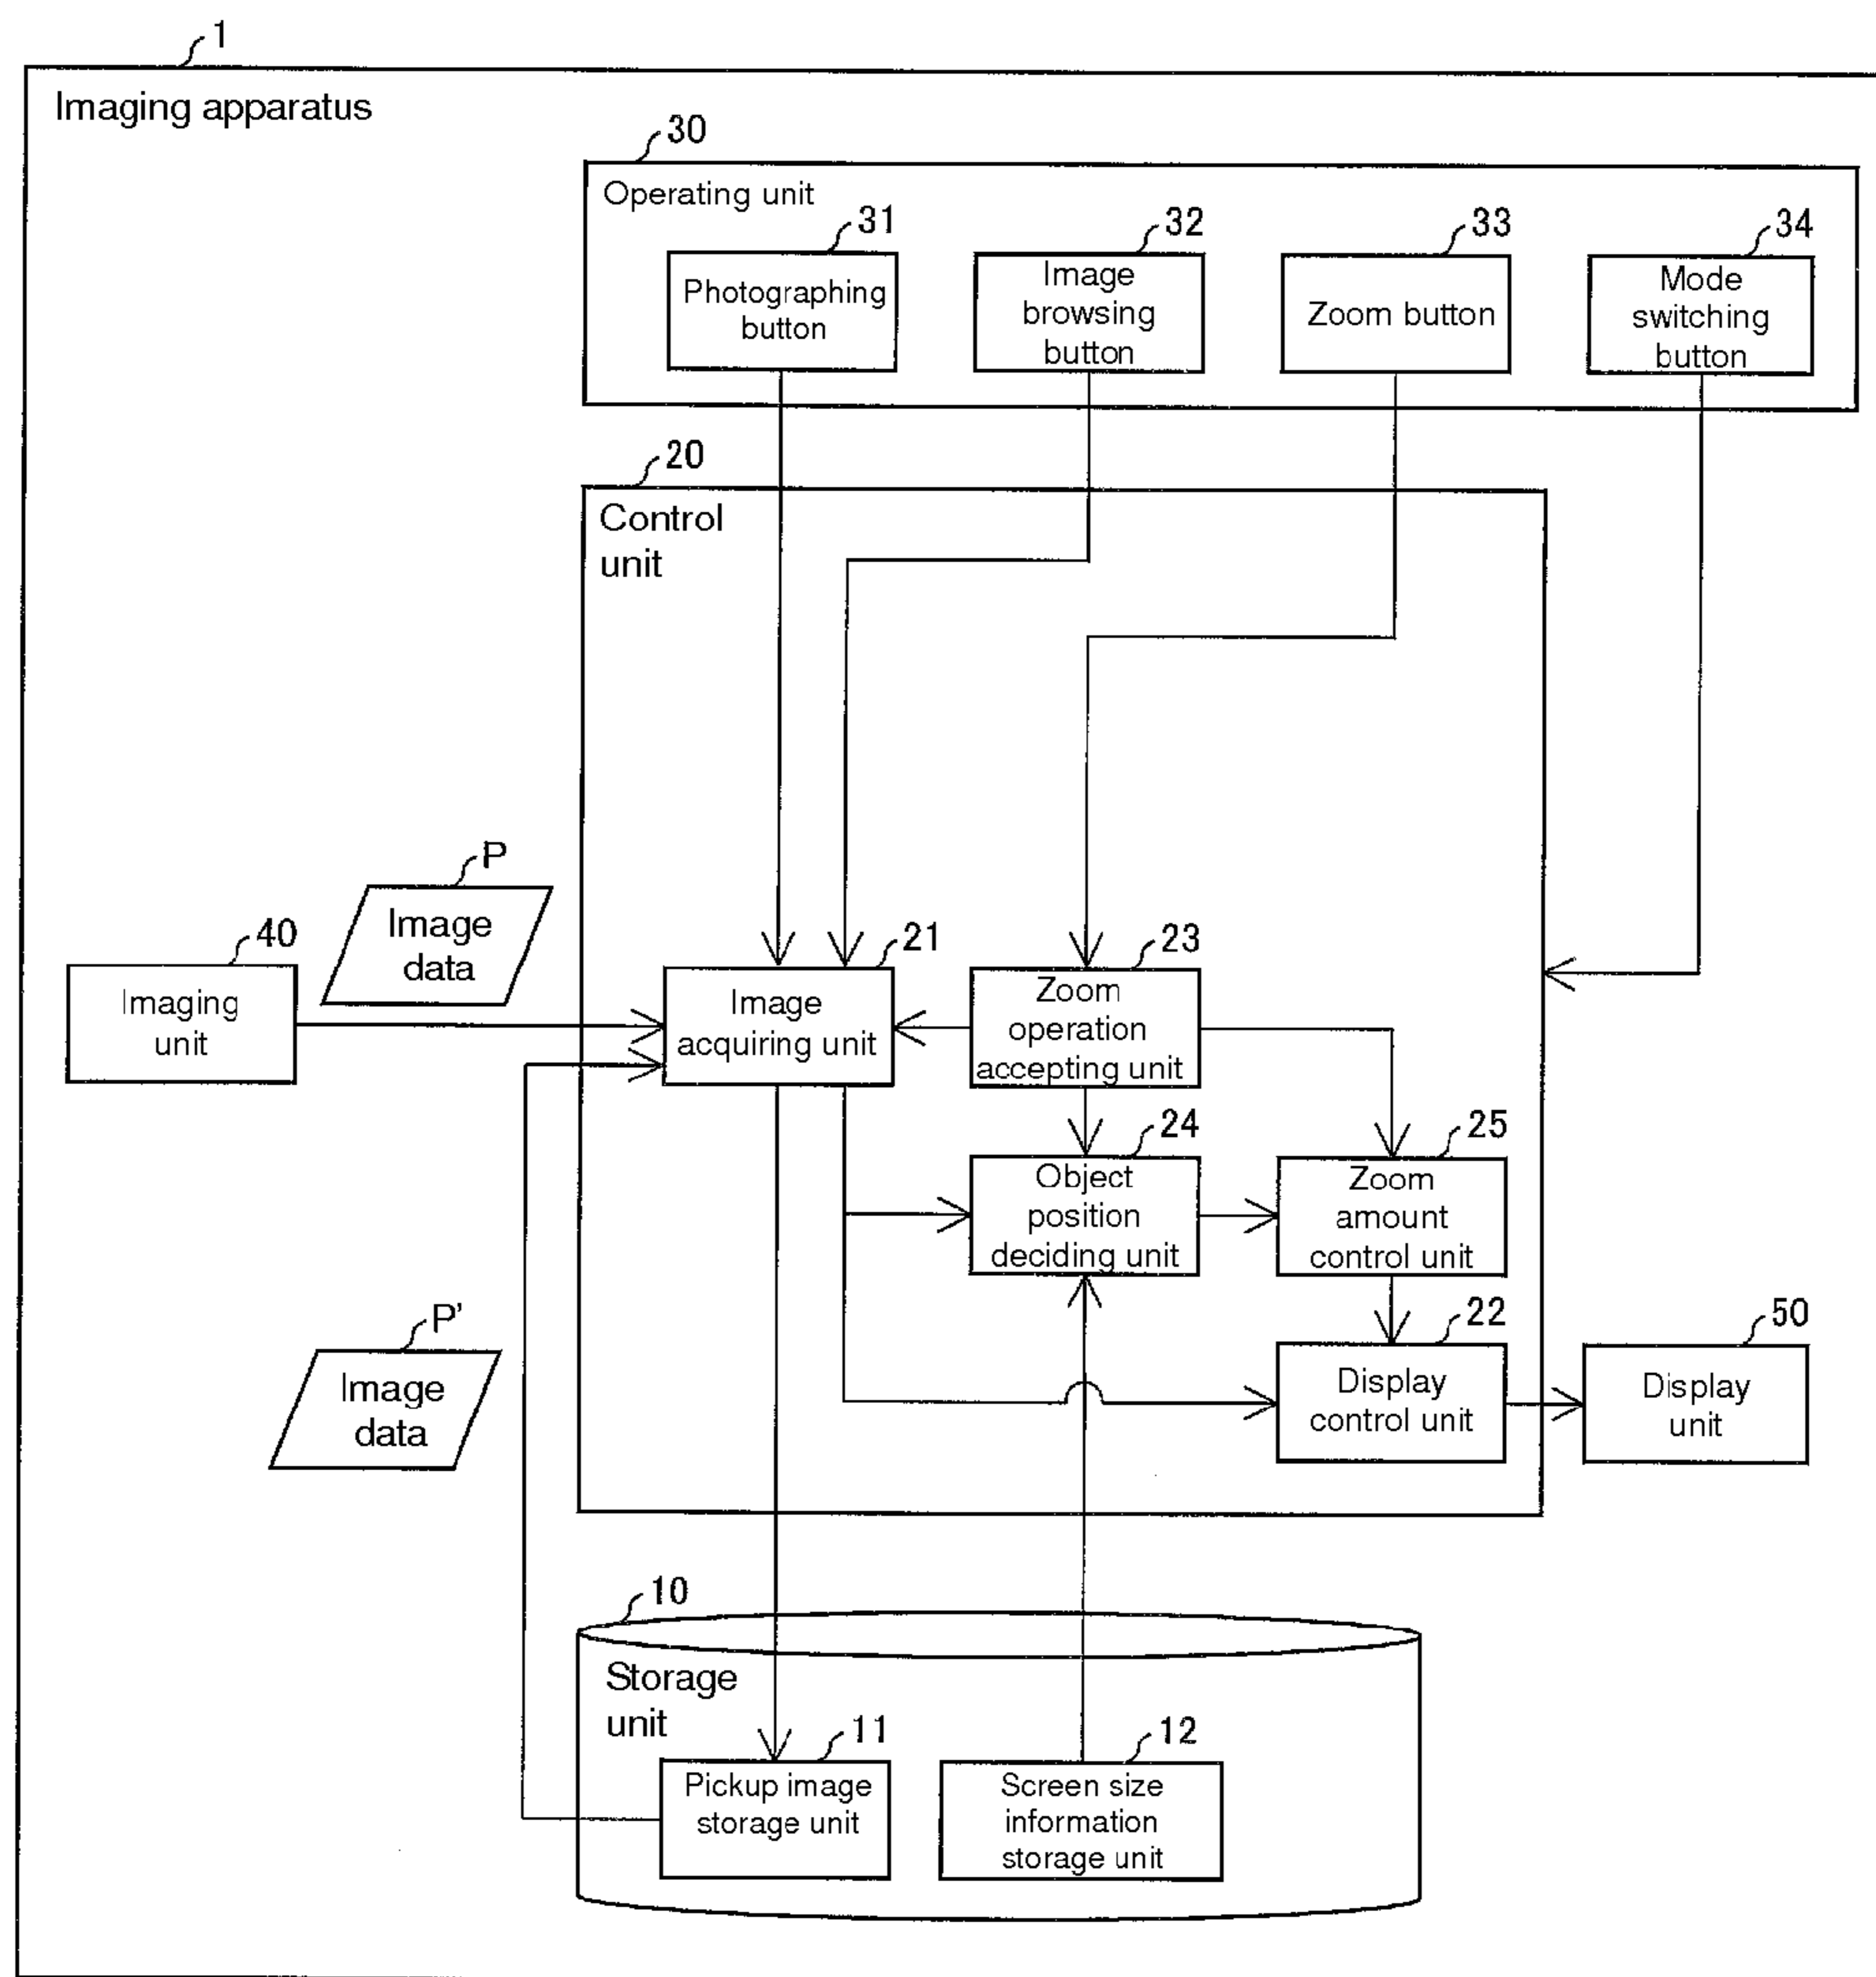 1
Imaging apparatus
30
Operating unit
31
Photographing
button
32
Image
browsing
button
33
Zoom button
34
Mode
switching
button
20
Control
unit
P
Image
data
40
Imaging
unit
21
Image
acquiring unit
23
Zoom
operation
accepting unit
24
Object
position
deciding unit
25
Zoom
amount
control unit
P'
Image
data
22
Display
control unit
50
Display
unit
10
Storage
unit
11
Pickup image
storage unit
12
Screen size
information
storage unit